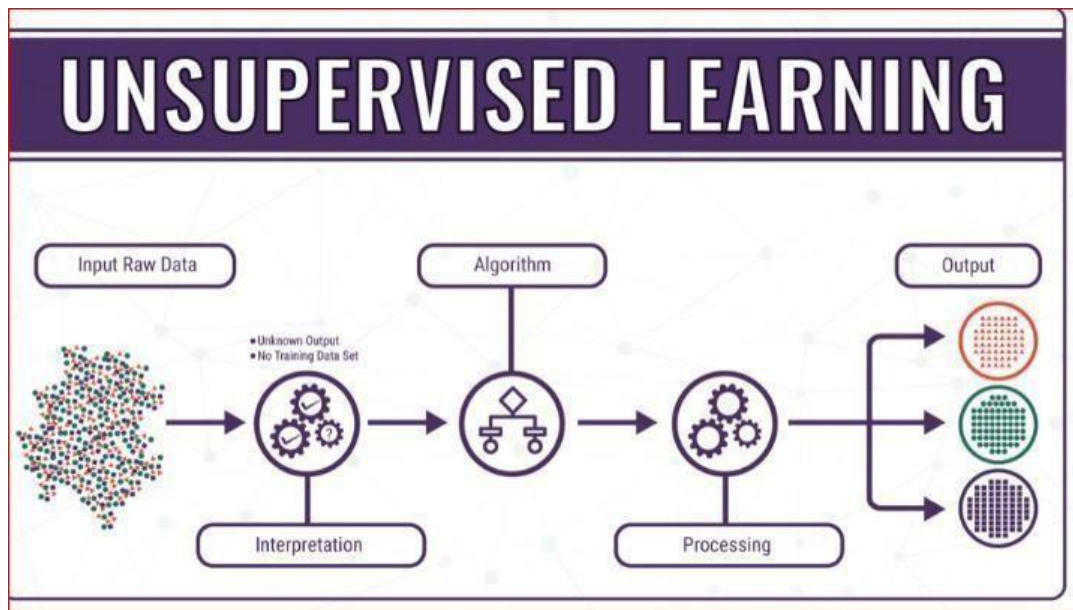 UNSUPERVISED LEARNING
Input Raw Data
Algorithm
Output
• Unknown Output
• No Training Data Set
?
Interpretation
Processing